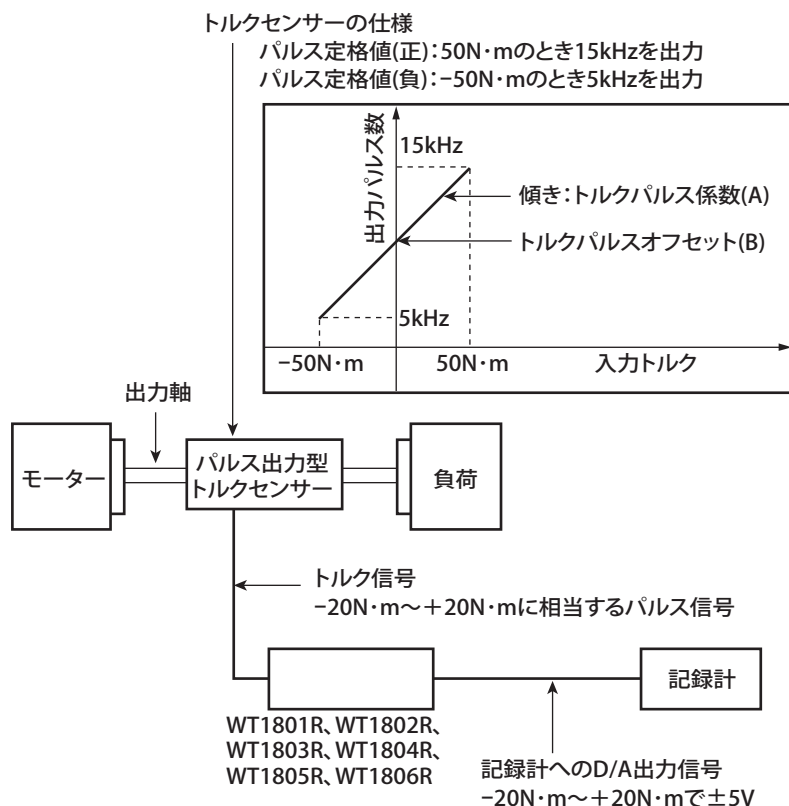 トルクセンサーの仕様
パルス定格値(正):50N·mのとき15kHzを出力
パルス定格値(負):−50N·mのとき5kHzを出力
出力パルス数
15kHz
傾き:トルクパルス係数(A)
トルクパルスオフセット(B)
5kHz
−50N·m
50N·m
入力トルク
出力軸
モーター
パルス出力型
トルクセンサー
負荷
トルク信号
−20N·m～＋20N·mに相当するパルス信号
記録計
WT1801R、WT1802R、
WT1803R、WT1804R、
WT1805R、WT1806R
記録計へのD/A出力信号
−20N·m～＋20N·mで±5V